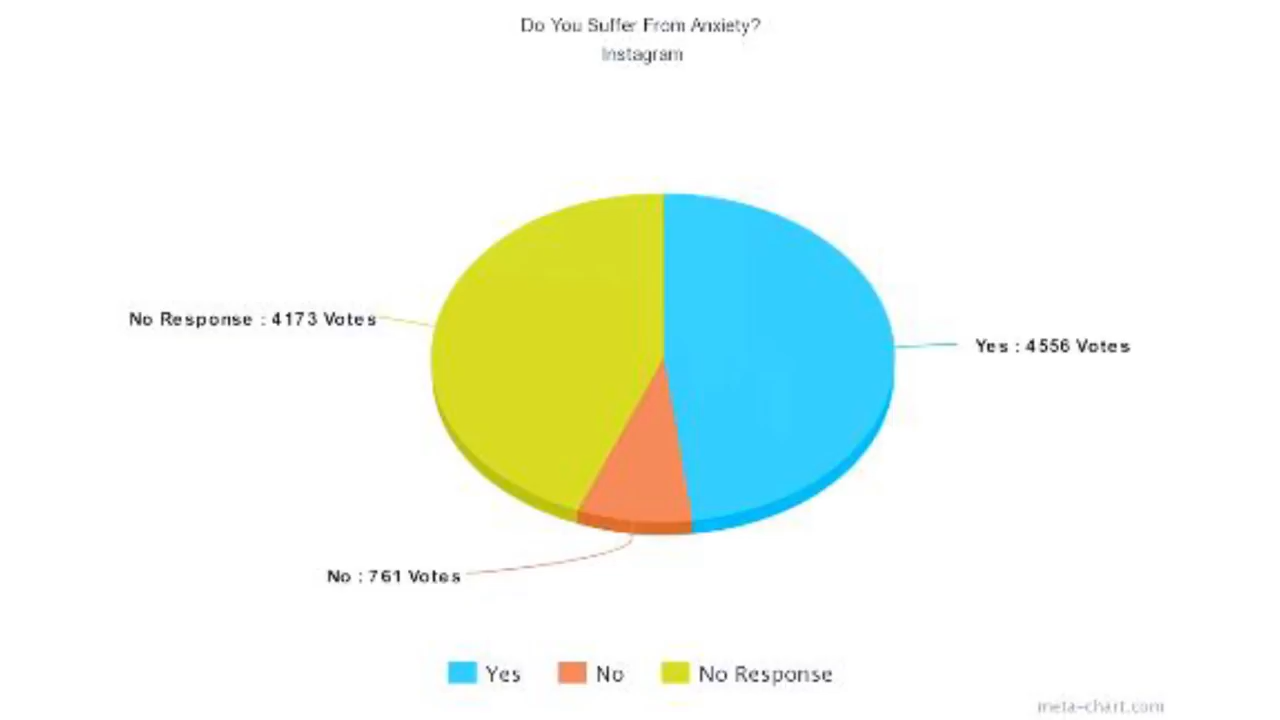 Do You Suffer From Anxiety?
Instagram
No Response : 4173 Votes
Yes : 4556 Votes
No : 761 Votes
Yes No No Response
meta-chart.com